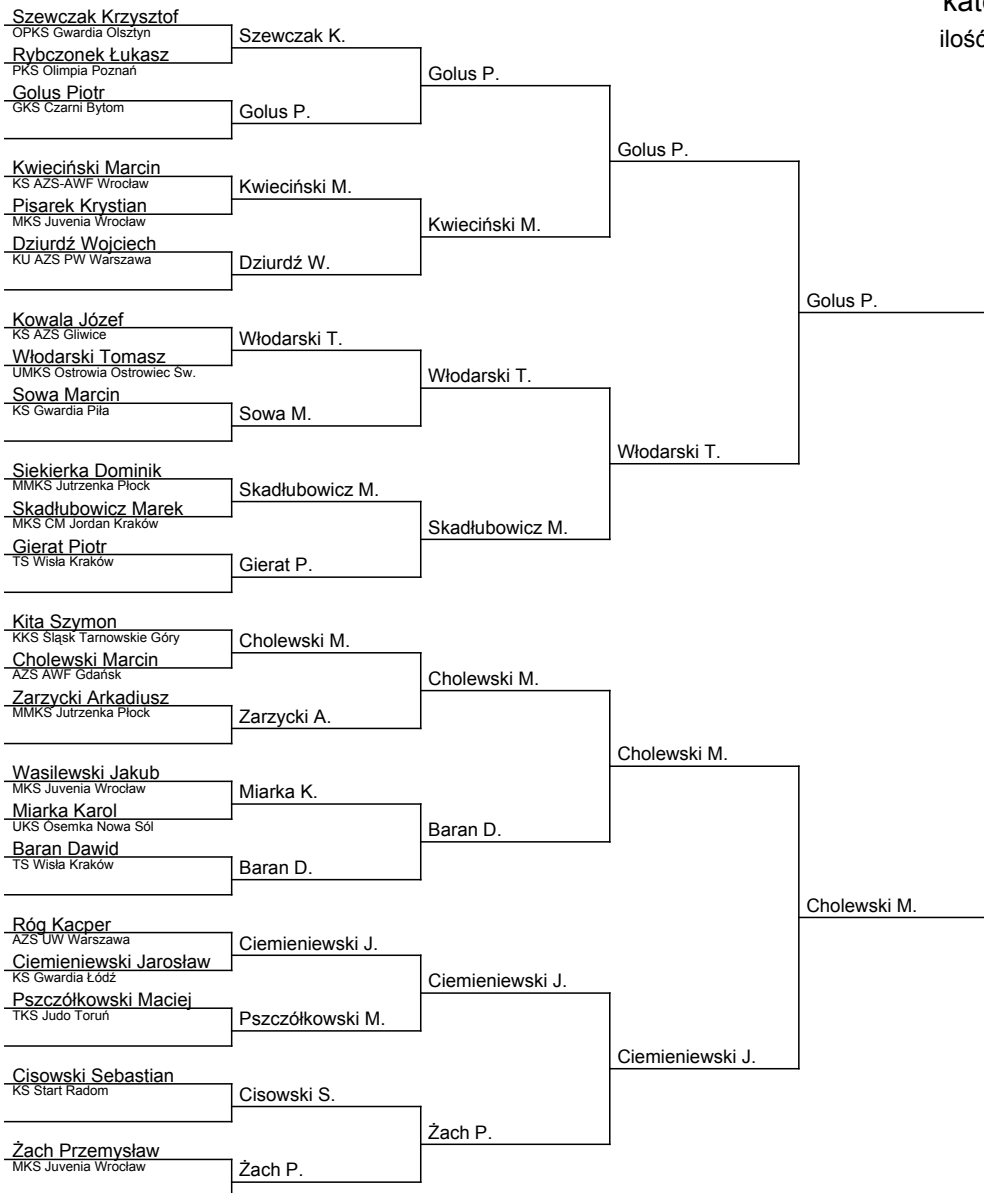 kat
ilość
Szewczak Krzysztof
OPKS Gwardia Olsztyn
Rybczonek Łukasz
PKS Olimpia Poznań
Golus Piotr
GKS Czarni Bytom
Kwieciński Marcin
KS AZS-AWF Wrocław
Pisarek Krystian
MKS Juvenia Wrocław
Dziurdź Wojciech
KU AZS PW Warszawa
Kowala Józef
KS AZS Gliwice
Włodarski Tomasz
UMKS Ostrovia Ostrowiec Św.
Sowa Marcin
KS Gwardia Piła
Siekierka Dominik
MMKS Jutrzenka Płock
Skadłubowicz Marek
MKS CM Jordan Kraków
Gierat Piotr
TS Wisła Kraków
Kita Szymon
KKS Śląsk Tarnowskie Góry
Cholewski Marcin
AZS AWF Gdańsk
Zarzycki Arkadiusz
MMKS Jutrzenka Płock
Wasilewski Jakub
MKS Juvenia Wrocław
Miarka Karol
UKS Ósemka Nowa Sól
Baran Dawid
TS Wisła Kraków
Róg Kacper
AZS UW Warszawa
Ciemieniewski Jarosław
KS Gwardia Łódź
Pszczółkowski Maciej
TKS Judo Toruń
Cisowski Sebastian
KS Start Radom
Żach Przemysław
MKS Juvenia Wrocław
Szewczak K.
Golus P.
Kwieciński M.
Dziurdź W.
Włodarski T.
Sowa M.
Skadłubowicz M.
Gierat P.
Cholewski M.
Zarzycki A.
Miarka K.
Baran D.
Ciemieniewski J.
Pszczółkowski M.
Cisowski S.
Żach P.
Golus P.
Kwieciński M.
Włodarski T.
Skadłubowicz M.
Cholewski M.
Baran D.
Ciemieniewski J.
Żach P.
Golus P.
Włodarski T.
Cholewski M.
Ciemieniewski J.
Golus P.
Cholewski M.